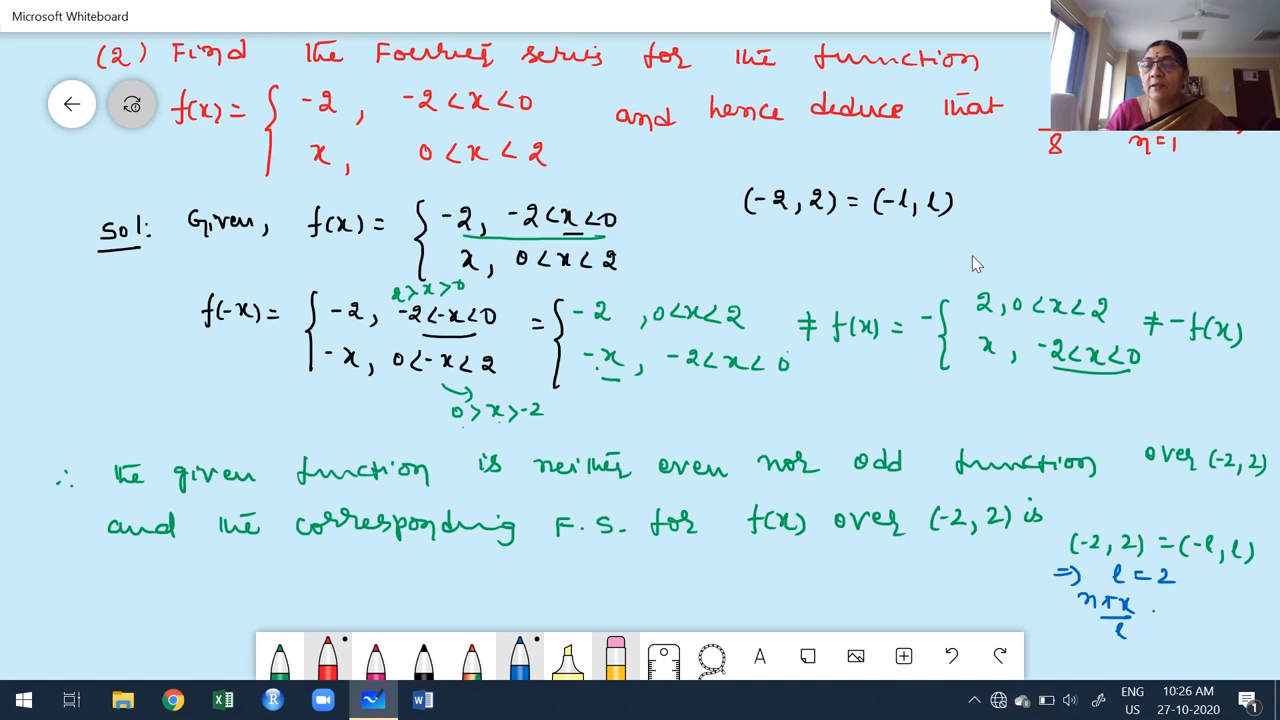 Microsoft Whiteboard
(2) Find the Fourier series for the function
f(x) = { -2, -2<x<0 and hence deduce that
x, 0<x<2
8 n=1 ,
Sol: Given, f(x) = { -2, -2<x<0
x, 0<x<2
(-2,2) = (-l, l)
2>x>0
f(-x) = { -2, -2<-x<0 = { -2, 0<x<2 ≠ f(x) = -{ 2, 0<x<2 ≠ -f(x)
-x, 0<-x<2 -x, -2<x<0 x, -2<x<0
0>x>-2
∴ the given function is neither even nor odd function over (-2,2)
and the corresponding F.S. for f(x) over (-2,2) is
(-2,2) = (-l, l)
=> l = 2
nπx
l
A
W
ENG
US
10:26 AM
27-10-2020
1